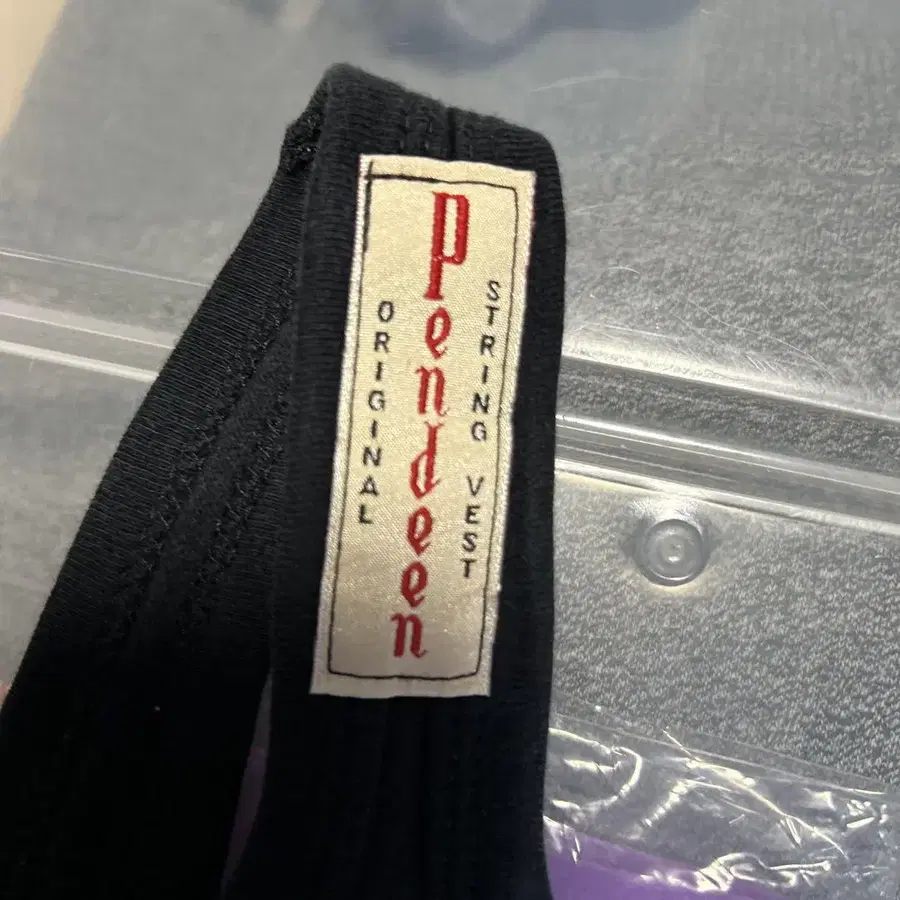 ORIGINAL
Pendeen
STRING VEST